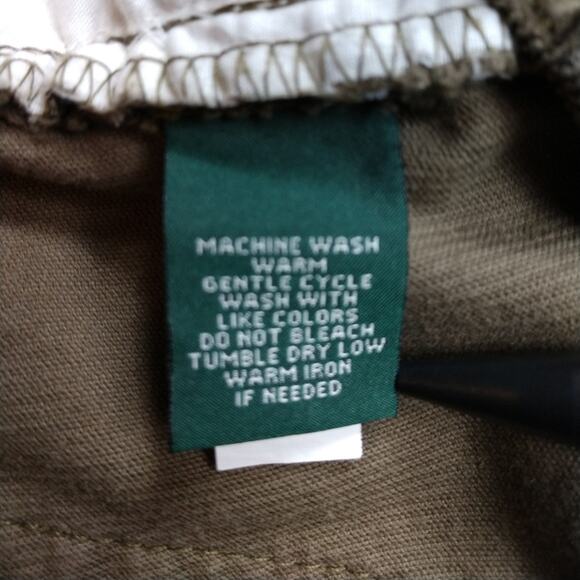 MACHINE WASH
WARM
GENTLE CYCLE
WASH WITH
LIKE COLORS
DO NOT BLEACH
TUMBLE DRY LOW
WARM IRON
IF NEEDED